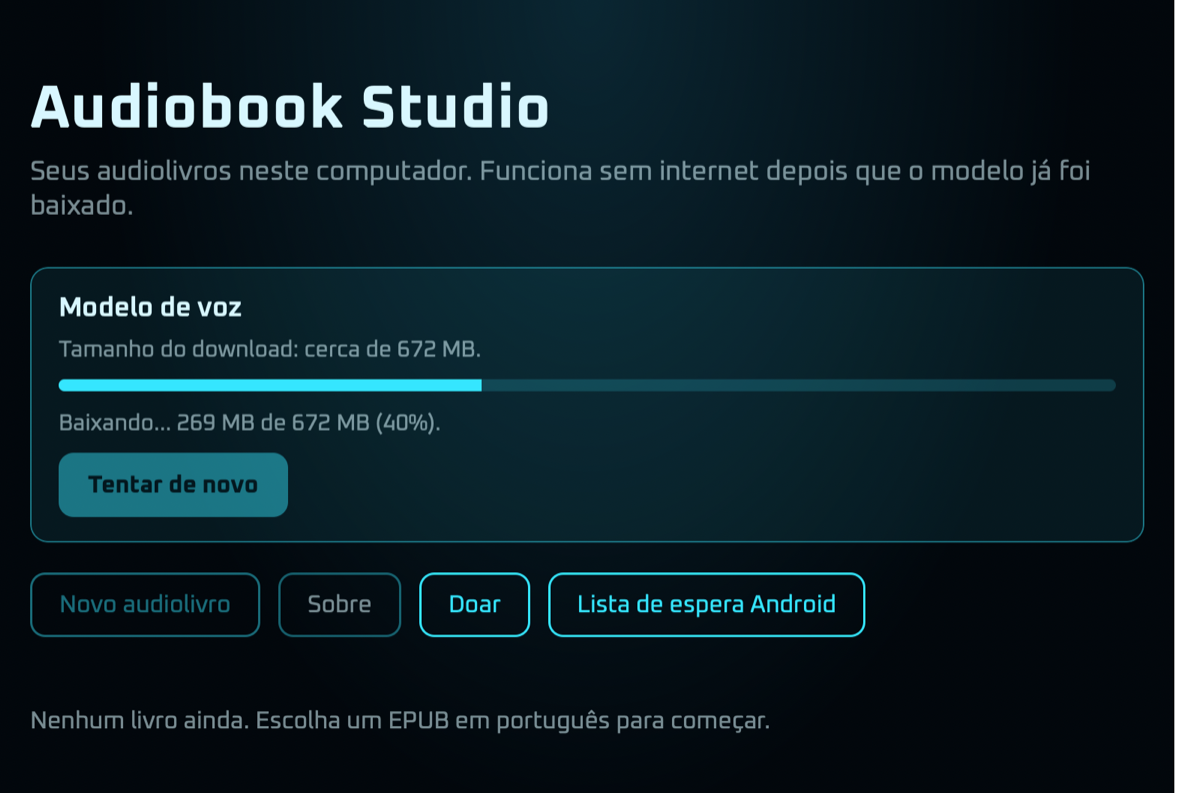 Audiobook Studio
Seus audiolivros neste computador. Funciona sem internet depois que o modelo já foi
baixado.
Modelo de voz
Tamanho do download: cerca de 672 MB.
Baixando... 269 MB de 672 MB (40%).
Tentar de novo
Novo audiolivro
Sobre
Doar
Lista de espera Android
Nenhum livro ainda. Escolha um EPUB em português para começar.